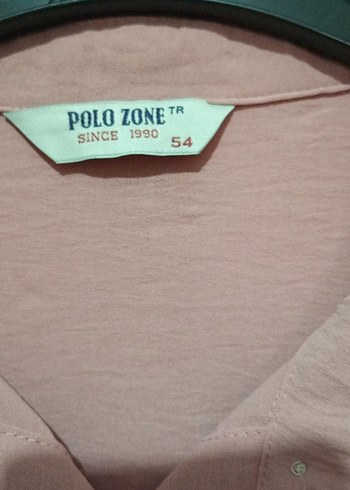 POLO ZONE TR
SINCE 1990
54